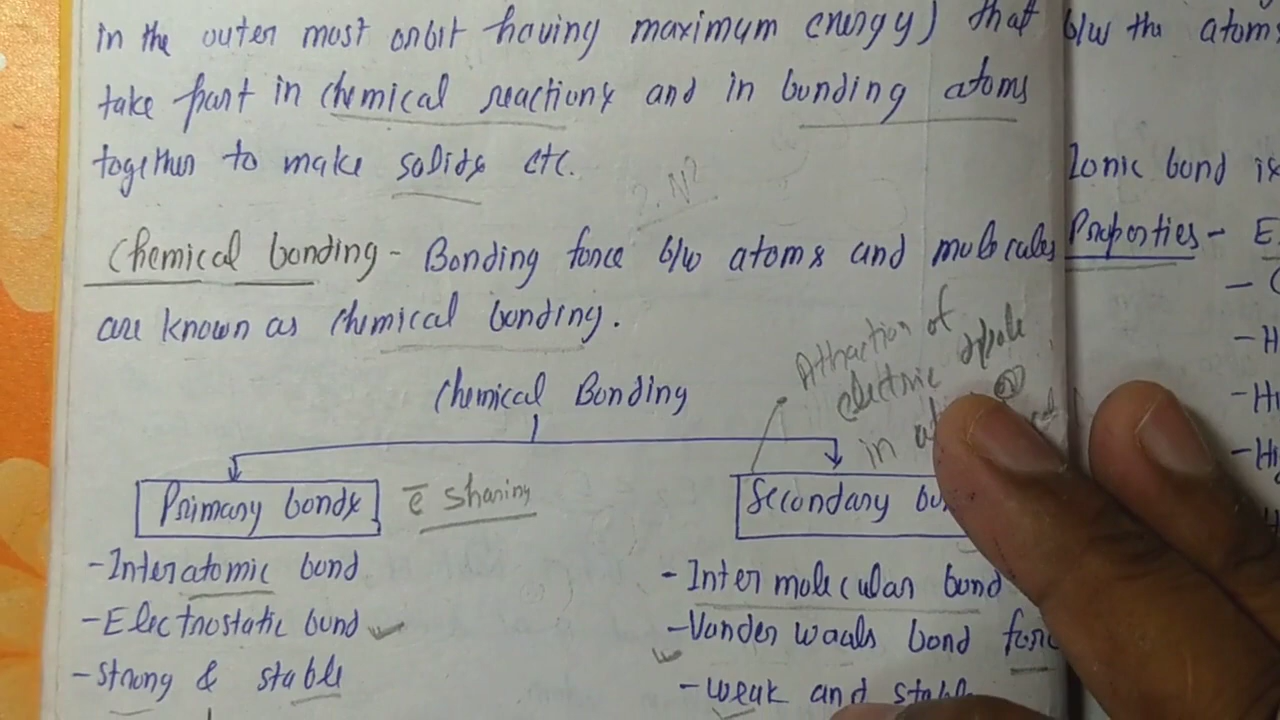 in the outer most orbit having maximum energy) that
take part in chemical reactions and in bonding atoms
together to make solids etc.
Chemical bonding - Bonding force b/w atoms and molecules
are known as chemical bonding.
Chemical Bonding
Attraction of
electric dipole
in
Primary bonds
e̅ sharing
Secondary
- Interatomic bond
- Electrostatic bond
- Strong & stable
- Inter molecular bond
- Vander waals bond
- weak and
b/w the atoms
Ionic bond is
Properties -